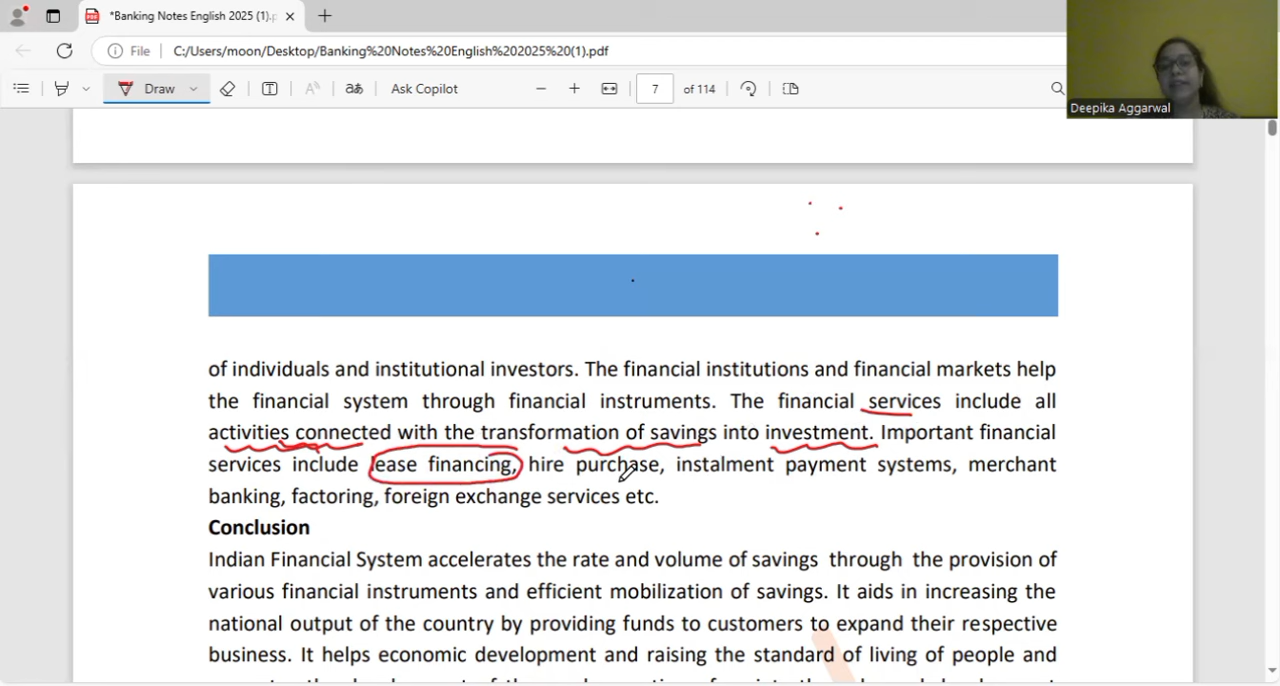 *Banking Notes English 2025 (1).p
File C:/Users/moon/Desktop/Banking%20Notes%20English%202025%20(1).pdf
Draw aあ Ask Copilot 7 of 114
Deepika Aggarwal
of individuals and institutional investors. The financial institutions and financial markets help
the financial system through financial instruments. The financial services include all
activities connected with the transformation of savings into investment. Important financial
services include lease financing, hire purchase, instalment payment systems, merchant
banking, factoring, foreign exchange services etc.
Conclusion
Indian Financial System accelerates the rate and volume of savings through the provision of
various financial instruments and efficient mobilization of savings. It aids in increasing the
national output of the country by providing funds to customers to expand their respective
business. It helps economic development and raising the standard of living of people and